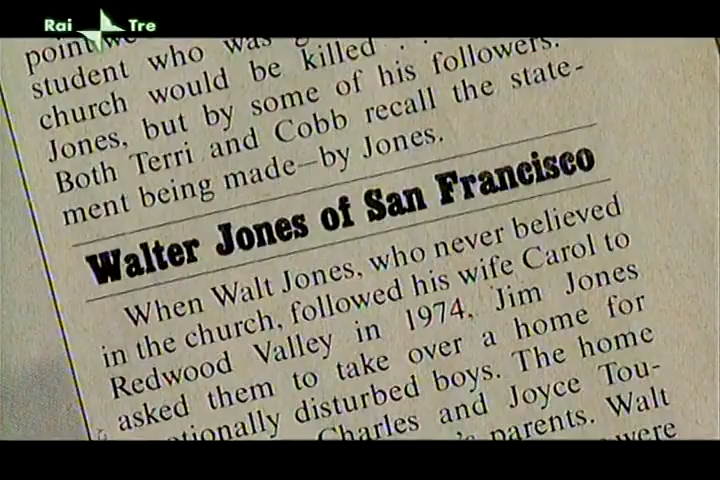 Rai Tre
point we
student who was
church would be killed . .
Jones, but by some of his followers.
Both Terri and Cobb recall the state-
ment being made—by Jones.
Walter Jones of San Francisco
When Walt Jones, who never believed
in the church, followed his wife Carol to
Redwood Valley in 1974, Jim Jones
asked them to take over a home for
tionally disturbed boys. The home
Charles and Joyce Tou-
parents. Walt
were